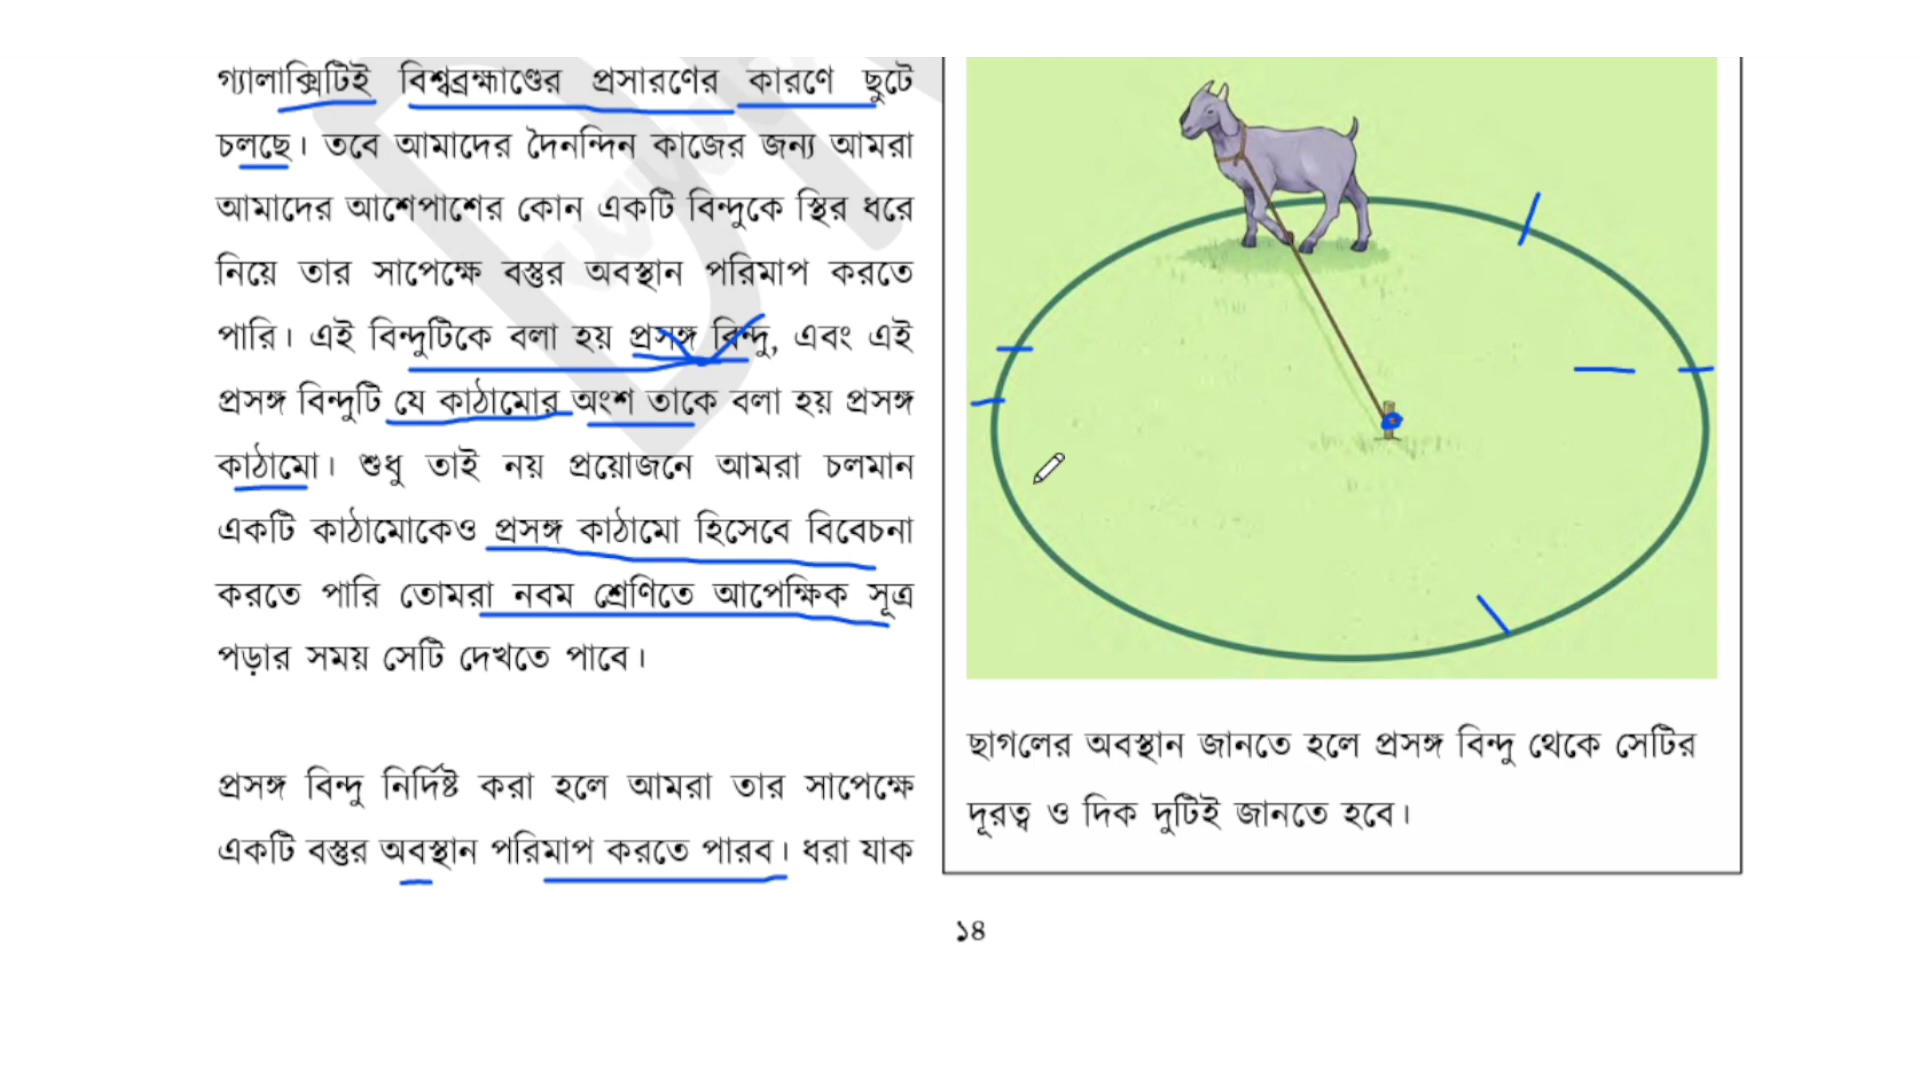 গ্যালাক্সিটিই বিশ্বব্রহ্মাণ্ডের প্রসারণের কারণে ছুটে
চলছে। তবে আমাদের দৈনন্দিন কাজের জন্য আমরা
আমাদের আশেপাশের কোন একটি বিন্দুকে স্থির ধরে
নিয়ে তার সাপেক্ষে বস্তুর অবস্থান পরিমাপ করতে
পারি। এই বিন্দুটিকে বলা হয় প্রসঙ্গ বিন্দু, এবং এই
প্রসঙ্গ বিন্দুটি যে কাঠামোর অংশ তাকে বলা হয় প্রসঙ্গ
কাঠামো। শুধু তাই নয় প্রয়োজনে আমরা চলমান
একটি কাঠামোকেও প্রসঙ্গ কাঠামো হিসেবে বিবেচনা
করতে পারি তোমরা নবম শ্রেণিতে আপেক্ষিক সূত্র
পড়ার সময় সেটি দেখতে পাবে।
প্রসঙ্গ বিন্দু নির্দিষ্ট করা হলে আমরা তার সাপেক্ষে
একটি বস্তুর অবস্থান পরিমাপ করতে পারব। ধরা যাক
ছাগলের অবস্থান জানতে হলে প্রসঙ্গ বিন্দু থেকে সেটির
দূরত্ব ও দিক দুটিই জানতে হবে।
১৪